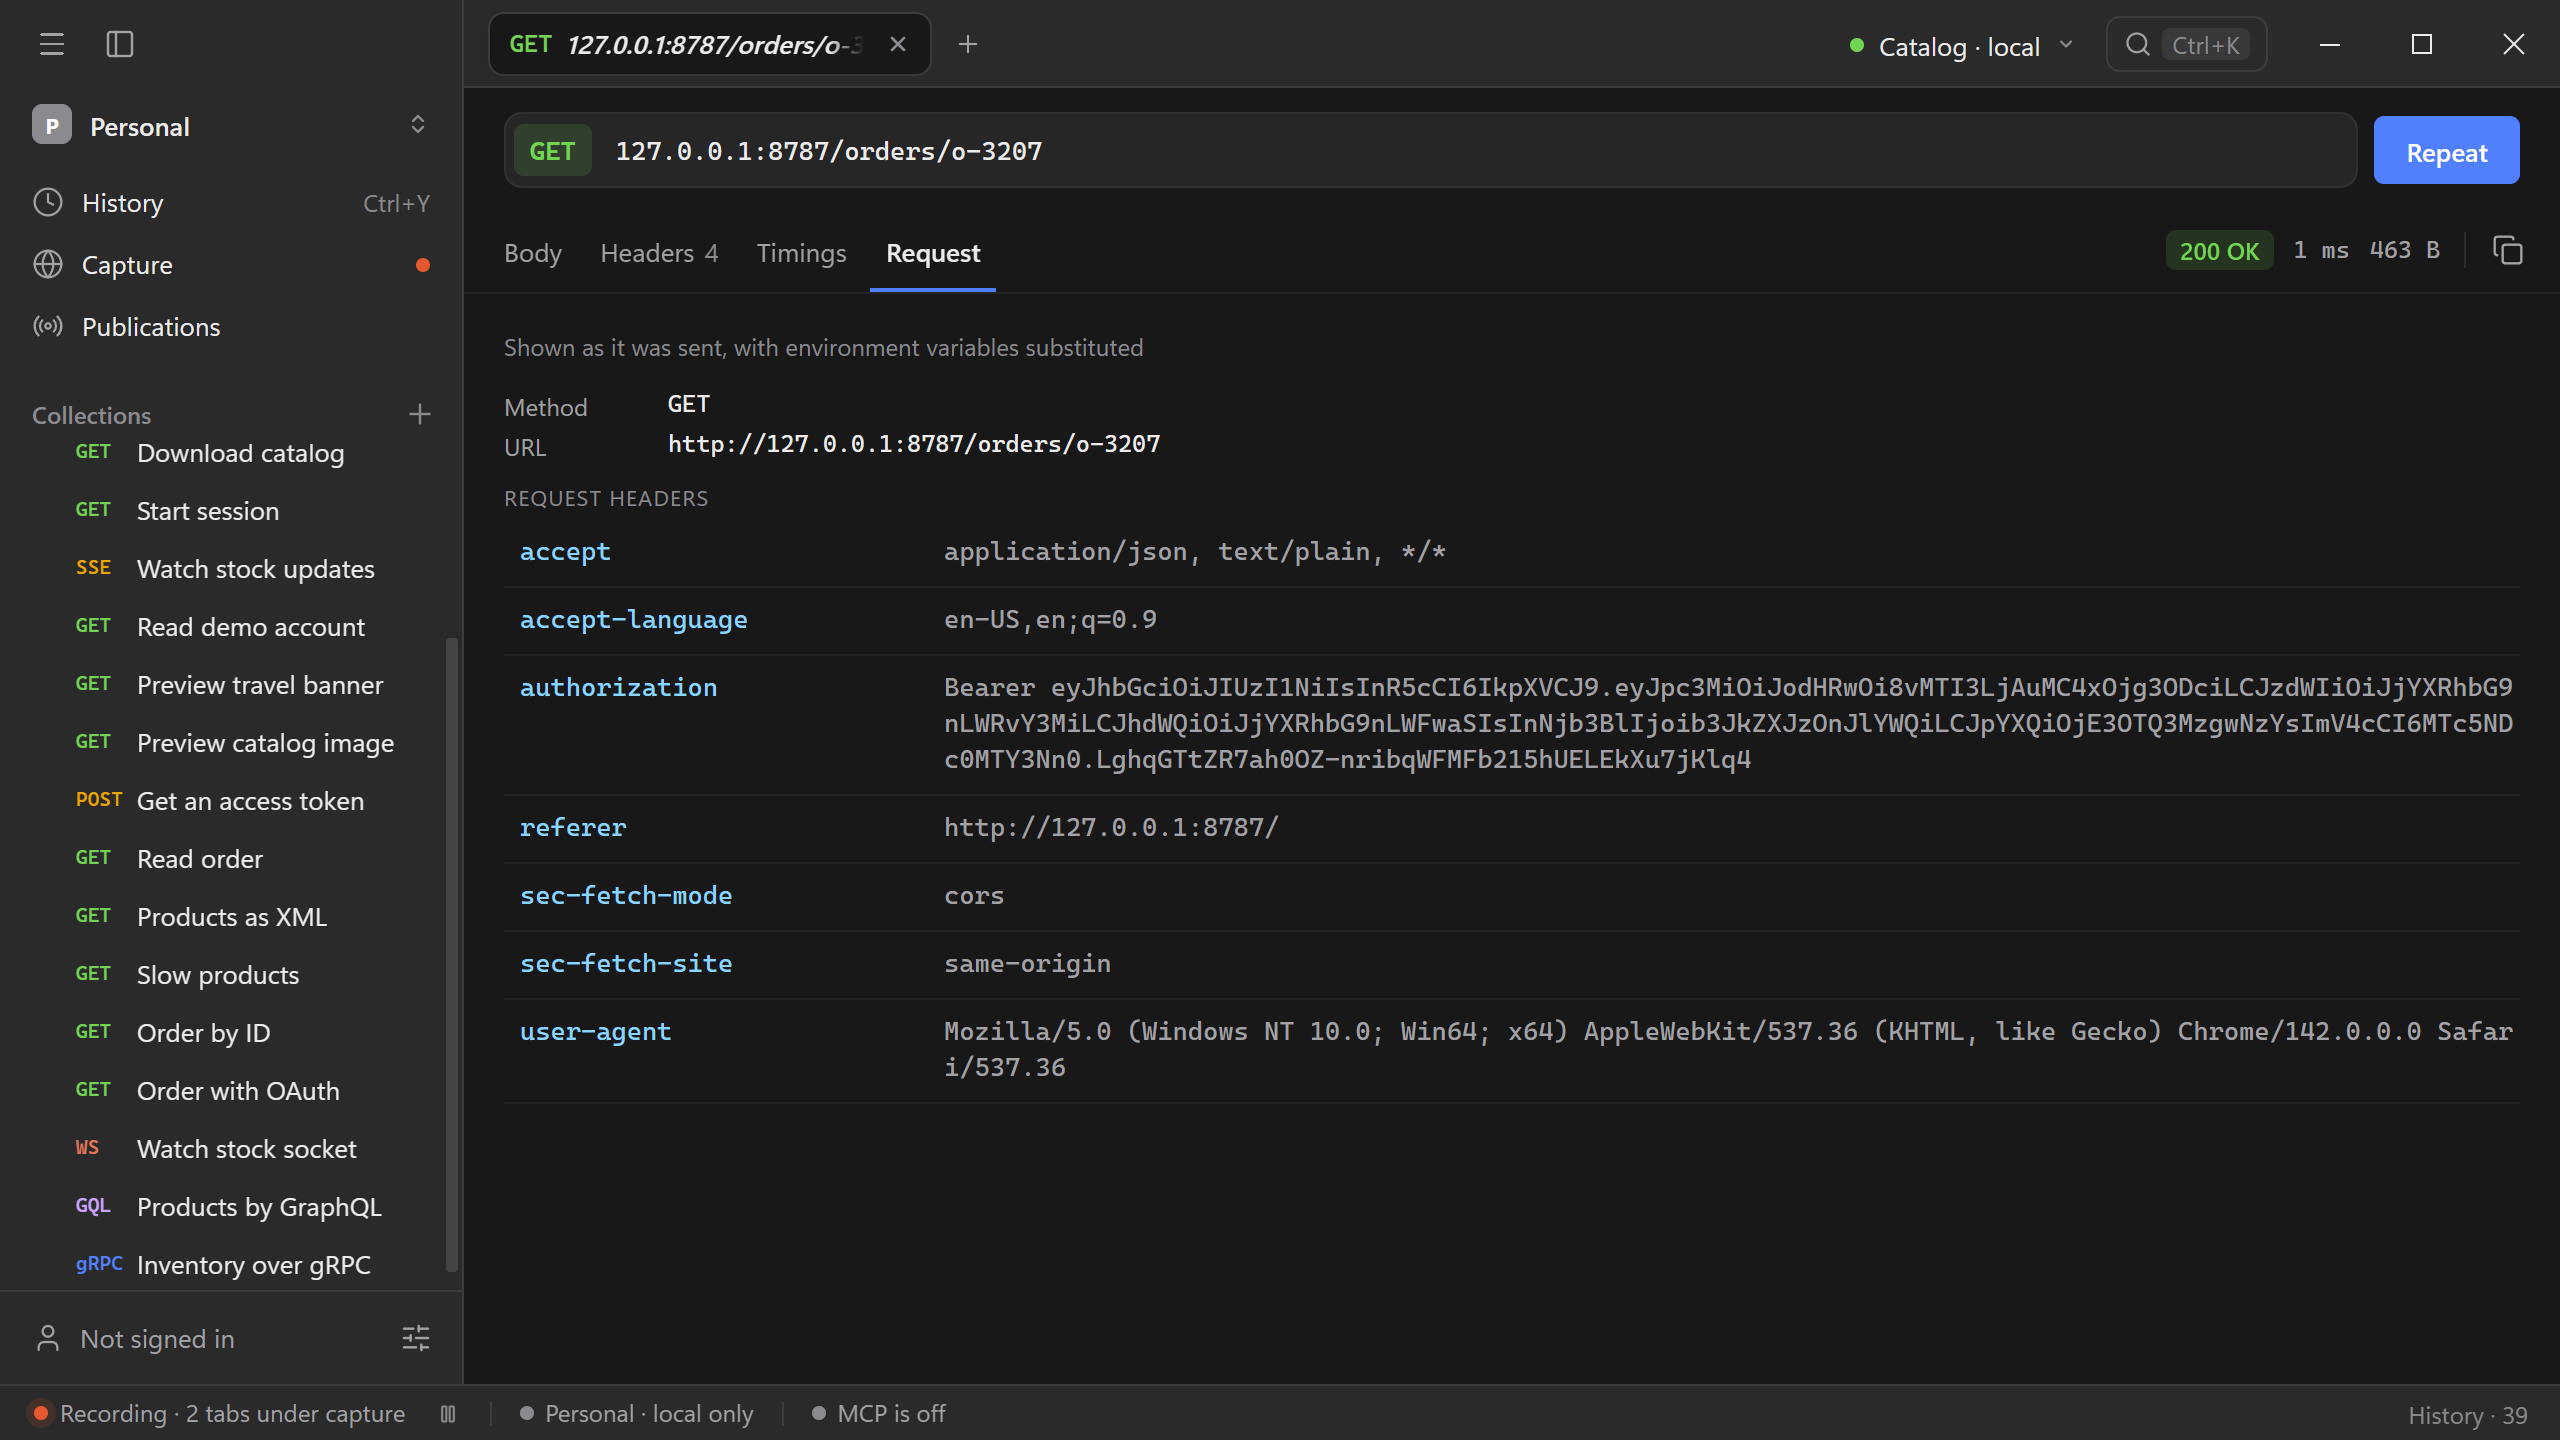 GET 127.0.0.1:8787/orders/o-3
Catalog · local
Ctrl+K
P Personal
History Ctrl+Y
Capture
Publications
Collections
GET Download catalog
GET Start session
SSE Watch stock updates
GET Read demo account
GET Preview travel banner
GET Preview catalog image
POST Get an access token
GET Read order
GET Products as XML
GET Slow products
GET Order by ID
GET Order with OAuth
WS Watch stock socket
GQL Products by GraphQL
gRPC Inventory over gRPC
Not signed in
GET 127.0.0.1:8787/orders/o-3207
Repeat
Body Headers 4 Timings Request
200 OK 1 ms 463 B
Shown as it was sent, with environment variables substituted
Method GET
URL http://127.0.0.1:8787/orders/o-3207
REQUEST HEADERS
accept application/json, text/plain, */*
accept-language en-US,en;q=0.9
authorization Bearer eyJhbGciOiJIUzI1NiIsInR5cCI6IkpXVCJ9.eyJpc3MiOiJodHRwOi8vMTI3LjAuMC4xOjg3ODciLCJzdWIiOiJjYXRhbG9
nLWRvY3MiLCJhdWQiOiJjYXRhbG9nLWFwaSIsInNjb3BlIjoib3JkZXJzOnJlYWQiLCJpYXQiOjE3OTQ3MzgwNzYsImV4cCI6MTc5ND
c0MTY3Nn0.LghqGTtZR7ah0OZ-nribqWFMFb215hUELEkXu7jKlq4
referer http://127.0.0.1:8787/
sec-fetch-mode cors
sec-fetch-site same-origin
user-agent Mozilla/5.0 (Windows NT 10.0; Win64; x64) AppleWebKit/537.36 (KHTML, like Gecko) Chrome/142.0.0.0 Safar
i/537.36
Recording · 2 tabs under capture
Personal · local only
MCP is off
History · 39